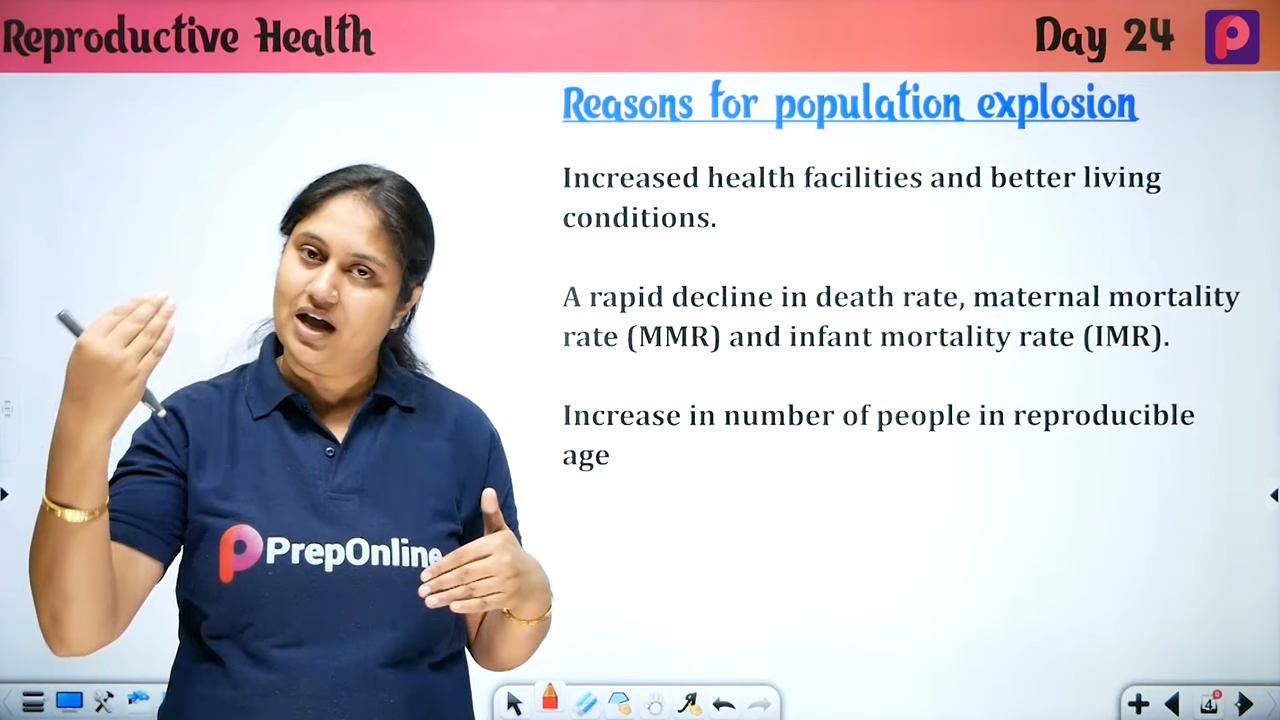 Reproductive Health
Day 24
Reasons for population explosion
Increased health facilities and better living
conditions.
A rapid decline in death rate, maternal mortality
rate (MMR) and infant mortality rate (IMR).
Increase in number of people in reproducible
age
PrepOnline
4